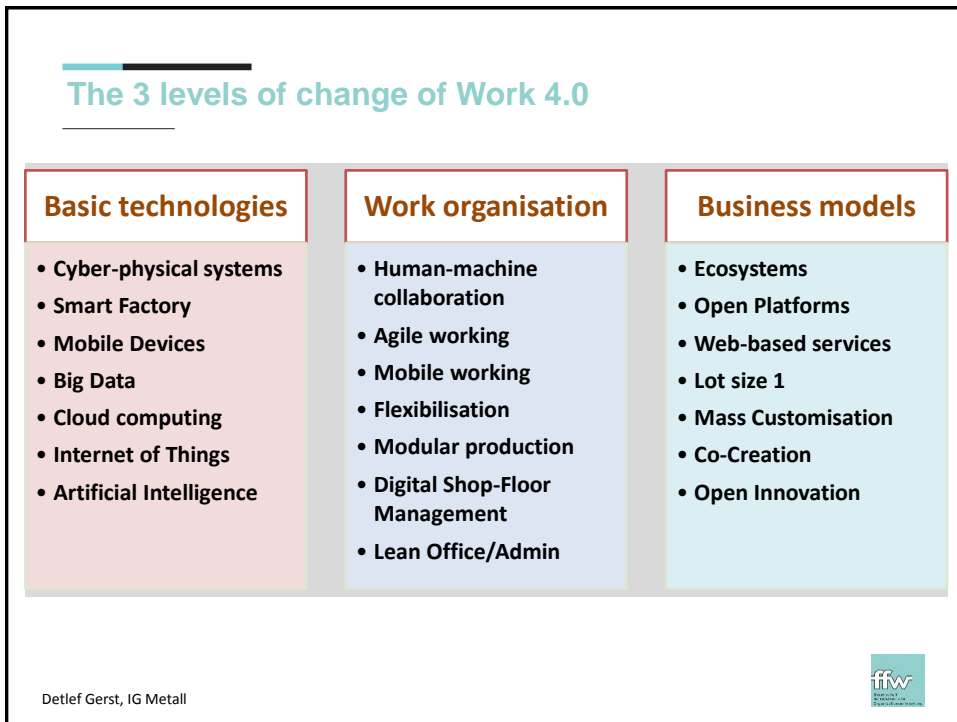 The 3 levels of change of Work 4.0
Basic technologies
• Cyber-physical systems
• Smart Factory
• Mobile Devices
• Big Data
• Cloud computing
• Internet of Things
• Artificial Intelligence
Work organisation
• Human-machine
collaboration
• Agile working
• Mobile working
• Flexibilisation
• Modular production
• Digital Shop-Floor
Management
• Lean Office/Admin
Business models
• Ecosystems
• Open Platforms
• Web-based services
• Lot size 1
• Mass Customisation
• Co-Creation
• Open Innovation
Detlef Gerst, IG Metall
ffw